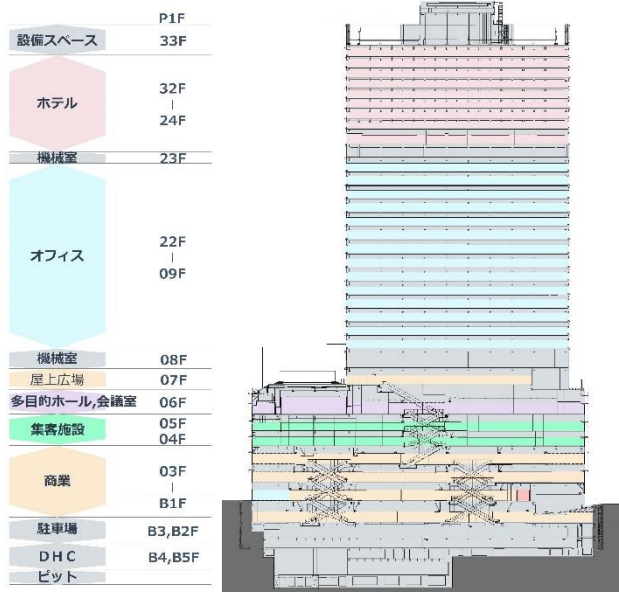 P1F
設備スペース 33F
ホテル 32F
|
24F
機械室 23F
オフィス 22F
|
09F
機械室 08F
屋上広場 07F
多目的ホール,会議室 06F
集客施設 05F
04F
商業 03F
|
B1F
駐車場 B3,B2F
DHC B4,B5F
ピット